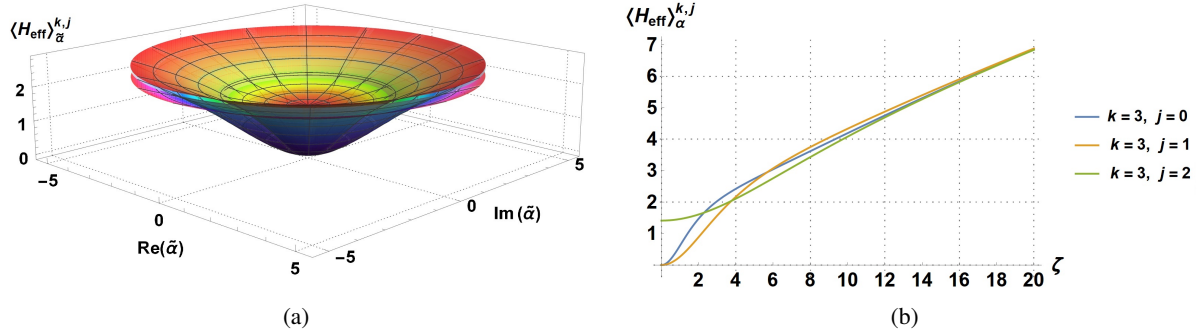 ⟨H_eff⟩_α̃^{k,j}
2
1
0
−5
0
Re(α̃)
5
−5
0
Im (α̃)
5
(a)
⟨H_eff⟩_α^{k,j}
7
6
5
4
3
2
1
2 4 6 8 10 12 14 16 18 20 ζ
k = 3, j = 0
k = 3, j = 1
k = 3, j = 2
(b)